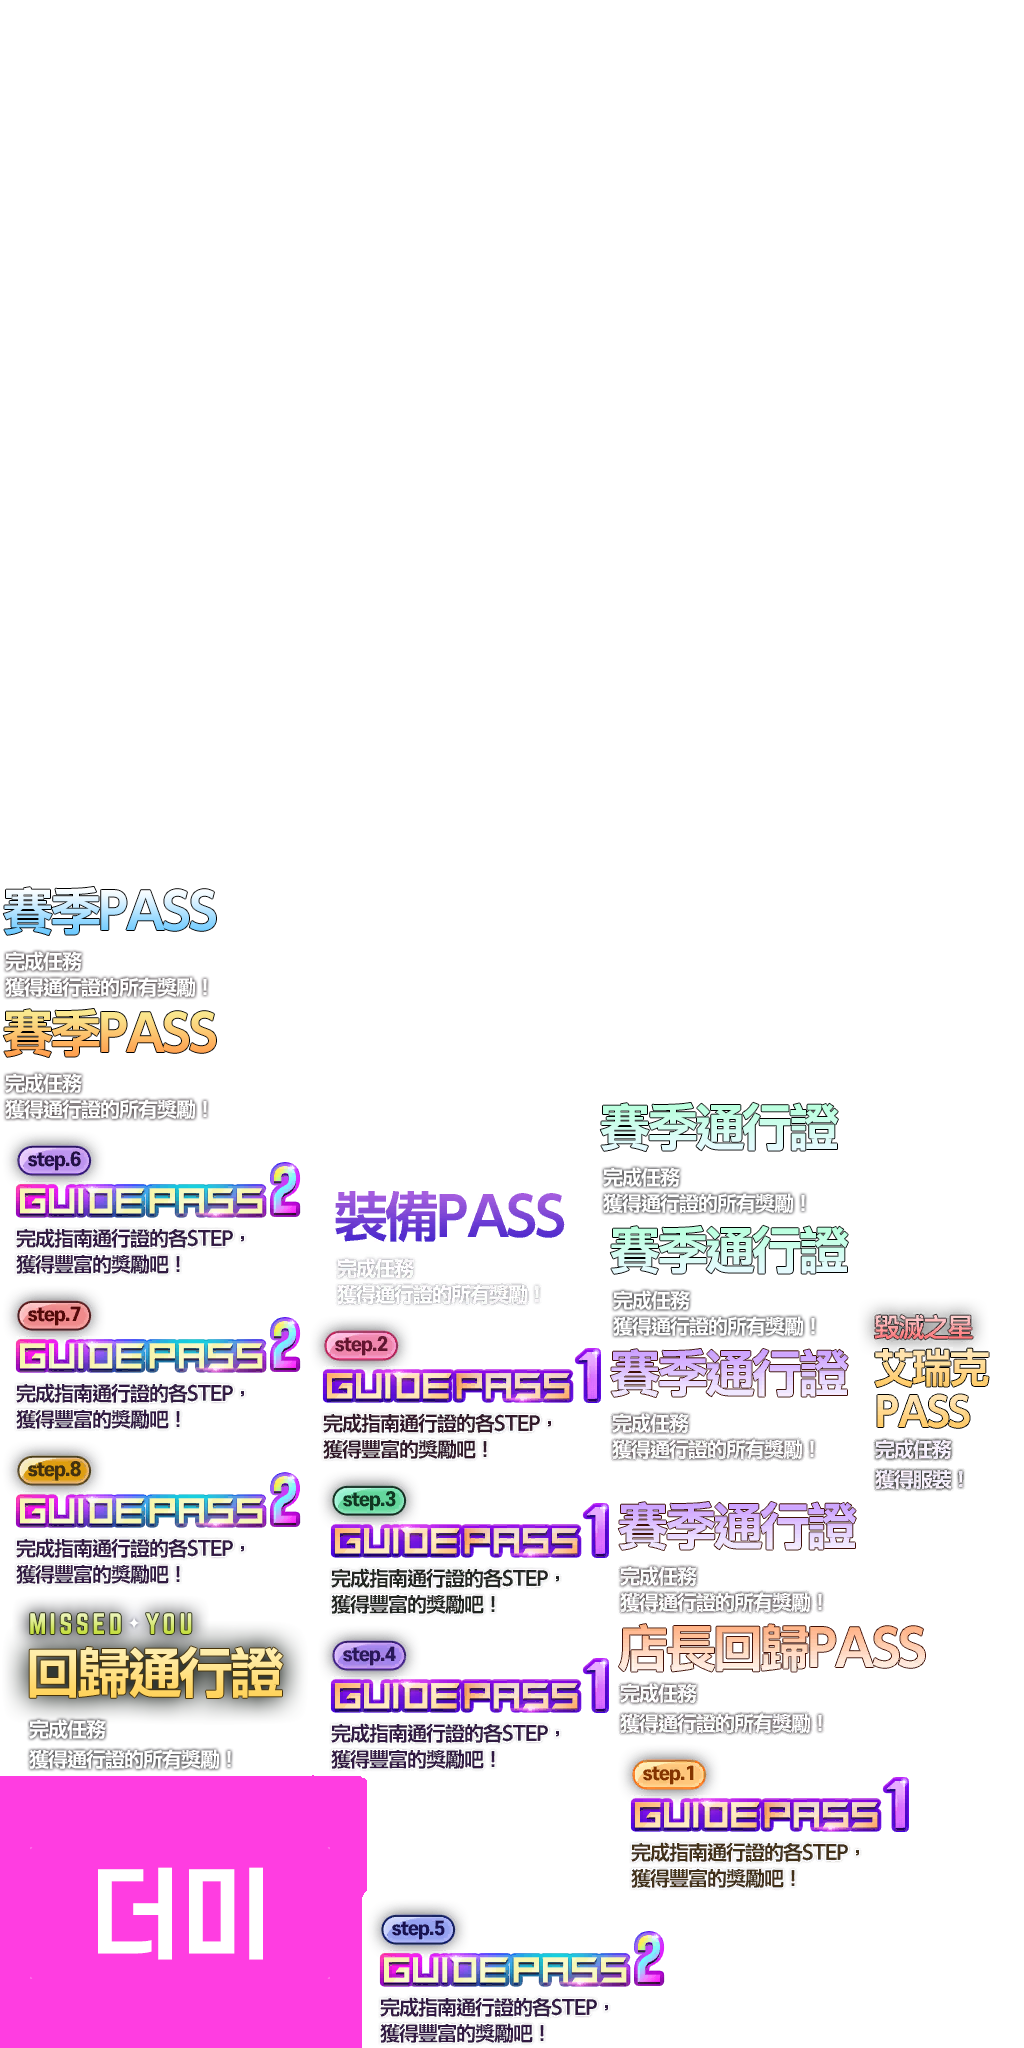 賽季PASS
完成任務
獲得通行證的所有獎勵！
賽季PASS
完成任務
獲得通行證的所有獎勵！
step.6
GUIDEPASS2
完成指南通行證的各STEP，
獲得豐富的獎勵吧！
step.7
GUIDEPASS2
完成指南通行證的各STEP，
獲得豐富的獎勵吧！
step.8
GUIDEPASS2
完成指南通行證的各STEP，
獲得豐富的獎勵吧！
MISSED YOU
回歸通行證
完成任務
獲得通行證的所有獎勵！
더미
裝備PASS
完成任務
獲得通行證的所有獎勵！
step.2
GUIDEPASS1
完成指南通行證的各STEP，
獲得豐富的獎勵吧！
step.3
GUIDEPASS1
完成指南通行證的各STEP，
獲得豐富的獎勵吧！
step.4
GUIDEPASS1
完成指南通行證的各STEP，
獲得豐富的獎勵吧！
step.5
GUIDEPASS2
完成指南通行證的各STEP，
獲得豐富的獎勵吧！
賽季通行證
完成任務
獲得通行證的所有獎勵！
賽季通行證
完成任務
獲得通行證的所有獎勵！
賽季通行證
完成任務
獲得通行證的所有獎勵！
賽季通行證
完成任務
獲得通行證的所有獎勵！
店長回歸PASS
完成任務
獲得通行證的所有獎勵！
step.1
GUIDEPASS1
完成指南通行證的各STEP，
獲得豐富的獎勵吧！
毀滅之星
艾瑞克
PASS
完成任務
獲得服裝！